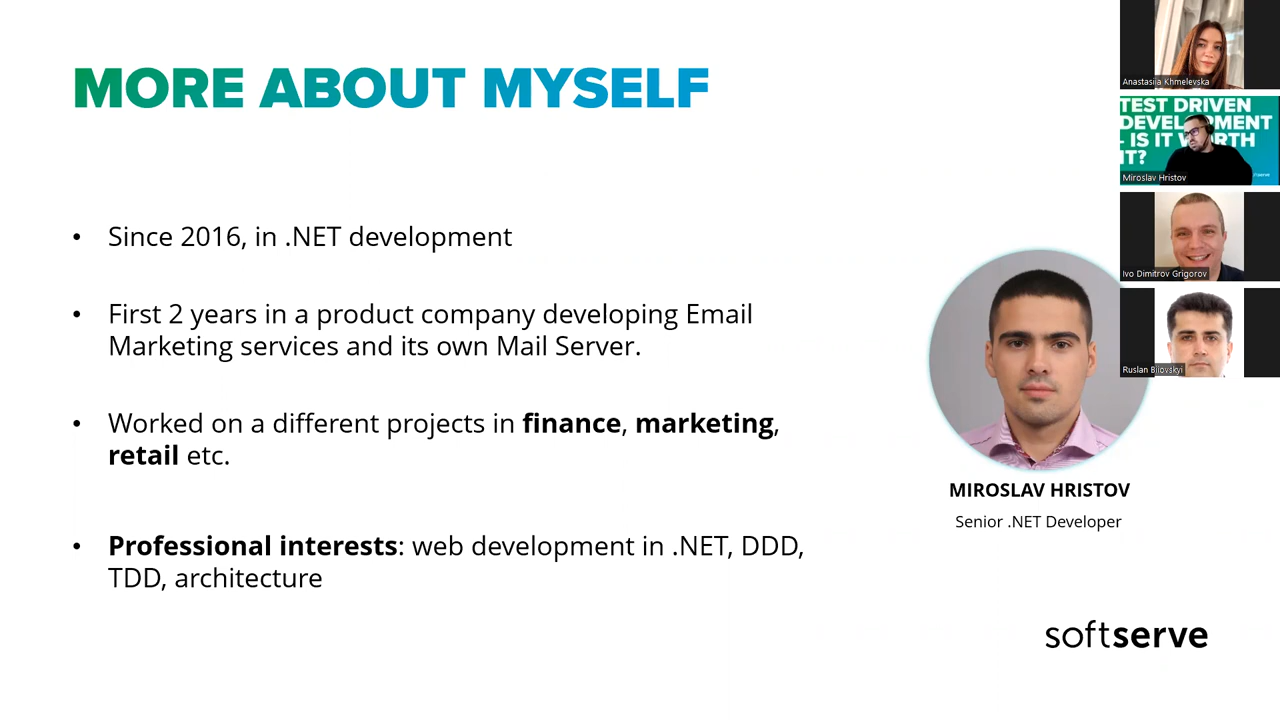 MORE ABOUT MYSELF
• Since 2016, in .NET development
• First 2 years in a product company developing Email
Marketing services and its own Mail Server.
• Worked on a different projects in finance, marketing,
retail etc.
• Professional interests: web development in .NET, DDD,
TDD, architecture
MIROSLAV HRISTOV
Senior .NET Developer
softserve
Anastasiia Khmelevska
TEST DRIVEN
DEVELOPMENT
- IS IT WORTH
IT?
Miroslav Hristov
Ivo Dimitrov Grigorov
Ruslan Bilovskyi